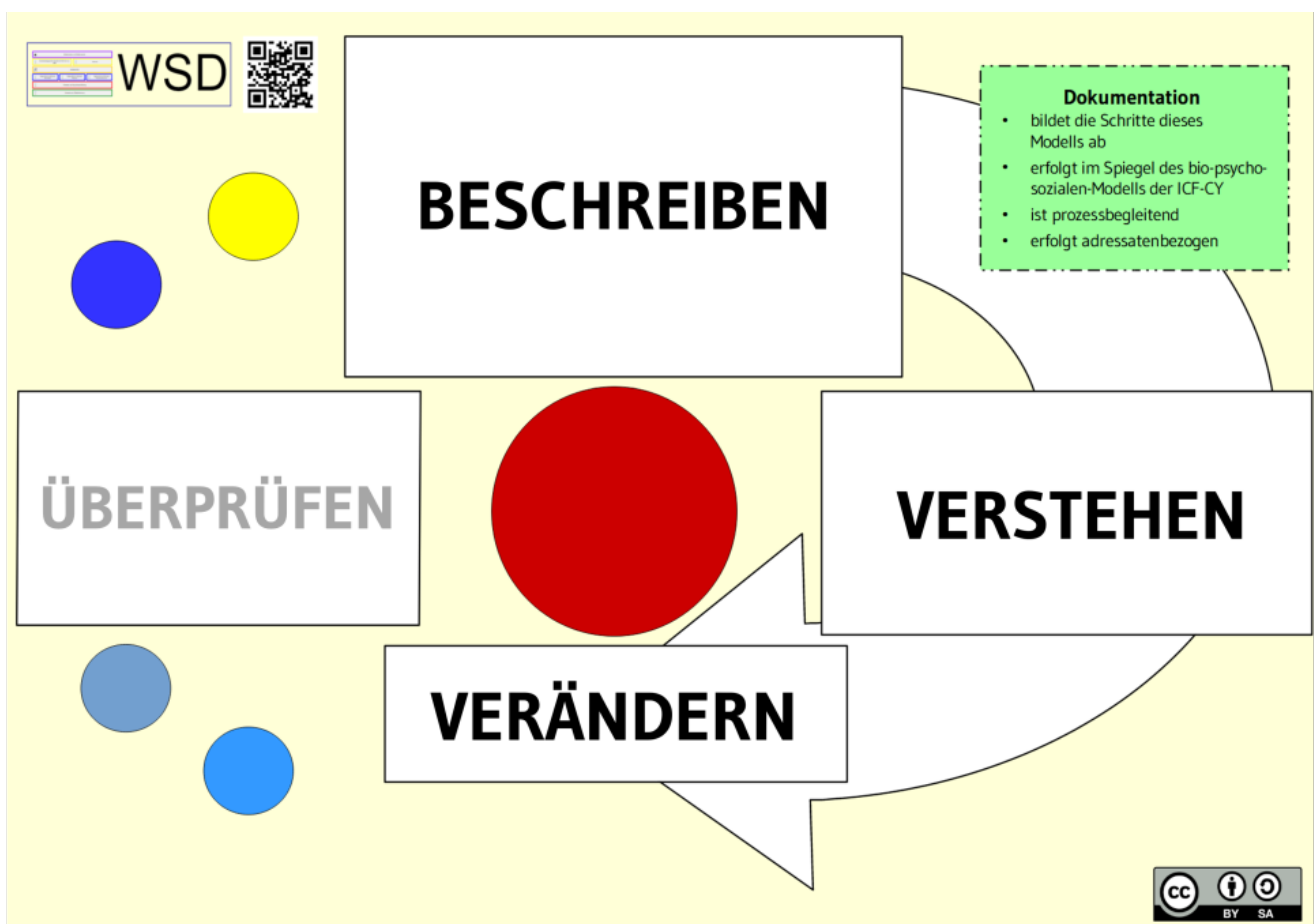 WSD
BESCHREIBEN
Dokumentation
• bildet die Schritte dieses
Modells ab
• erfolgt im Spiegel des bio-psycho-
sozialen-Modells der ICF-CY
• ist prozessbegleitend
• erfolgt adressatenbezogen
ÜBERPRÜFEN
VERSTEHEN
VERÄNDERN
cc
BY SA